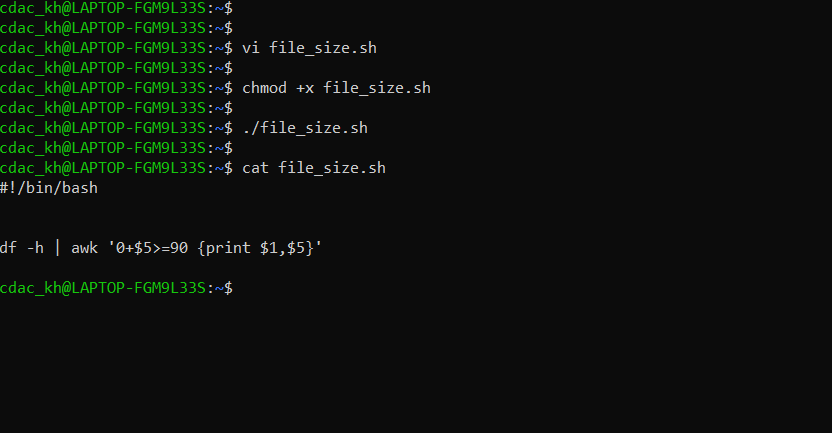 cdac_kh@LAPTOP-FGM9L33S:~$
cdac_kh@LAPTOP-FGM9L33S:~$
cdac_kh@LAPTOP-FGM9L33S:~$ vi file_size.sh
cdac_kh@LAPTOP-FGM9L33S:~$
cdac_kh@LAPTOP-FGM9L33S:~$ chmod +x file_size.sh
cdac_kh@LAPTOP-FGM9L33S:~$
cdac_kh@LAPTOP-FGM9L33S:~$ ./file_size.sh
cdac_kh@LAPTOP-FGM9L33S:~$
cdac_kh@LAPTOP-FGM9L33S:~$ cat file_size.sh
#!/bin/bash
df -h | awk '0+$5>=90 {print $1,$5}'
cdac_kh@LAPTOP-FGM9L33S:~$